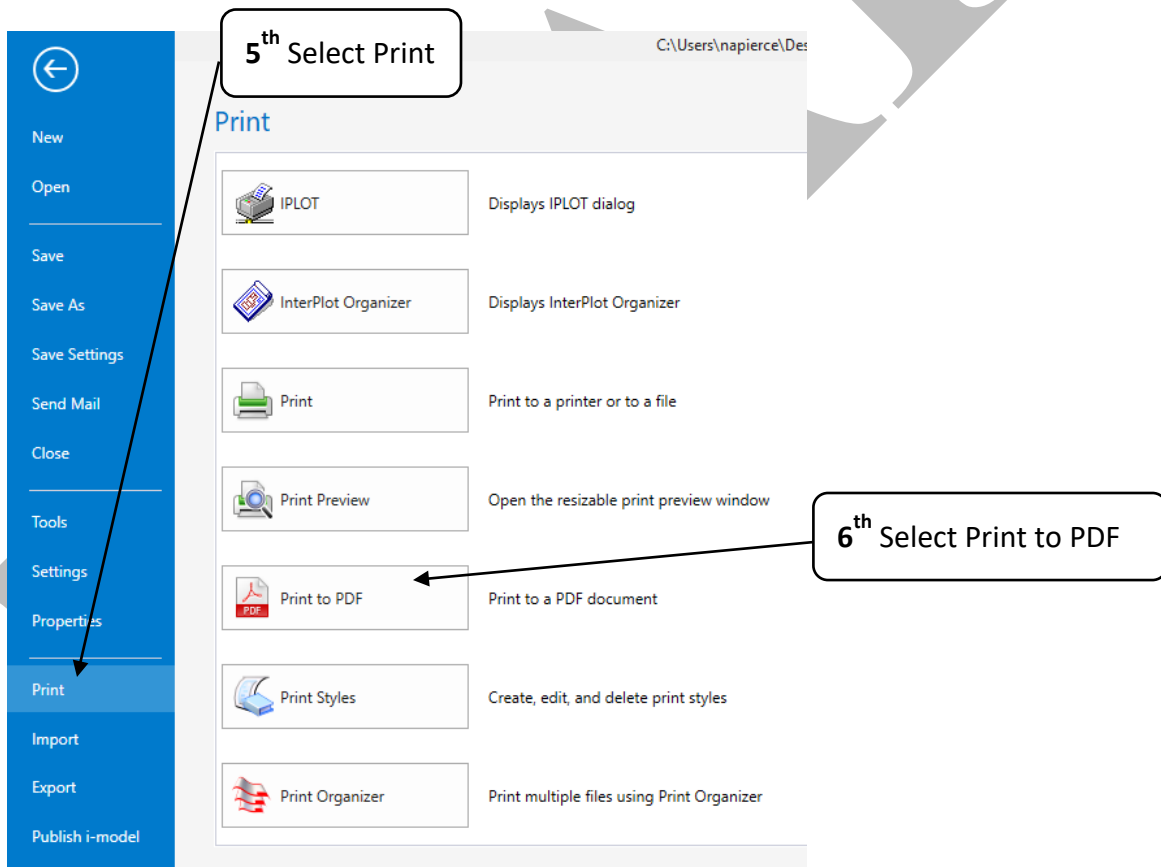 5th Select Print
C:\Users\napierce\Des
Print
New
Open
Save
Save As
Save Settings
Send Mail
Close
Tools
Settings
Properties
Print
Import
Export
Publish i-model
IPLOT Displays IPLOT dialog
InterPlot Organizer Displays InterPlot Organizer
Print Print to a printer or to a file
Print Preview Open the resizable print preview window
PDF Print to PDF Print to a PDF document
Print Styles Create, edit, and delete print styles
Print Organizer Print multiple files using Print Organizer
6th Select Print to PDF